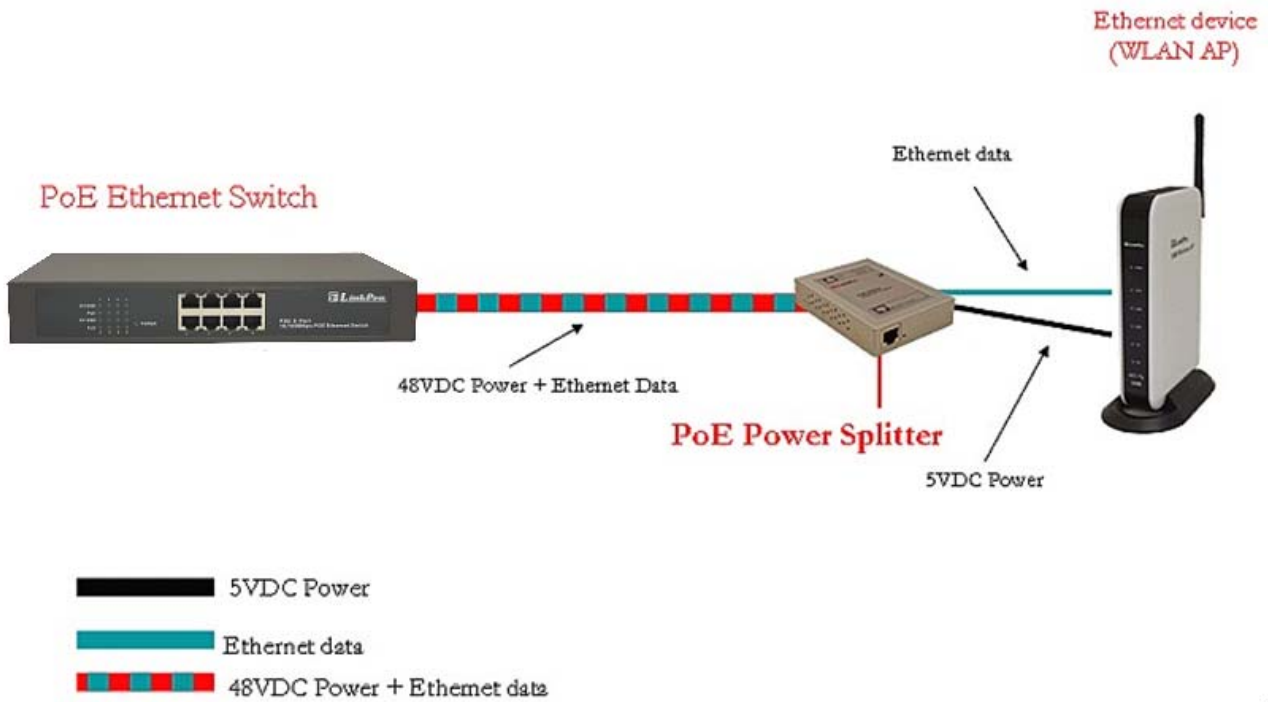 Ethernet device
(WLAN AP)
Ethernet data
PoE Ethernet Switch
LinkPro
48VDC Power + Ethernet Data
PoE Power Splitter
5VDC Power
5VDC Power
Ethernet data
48VDC Power + Ethernet data